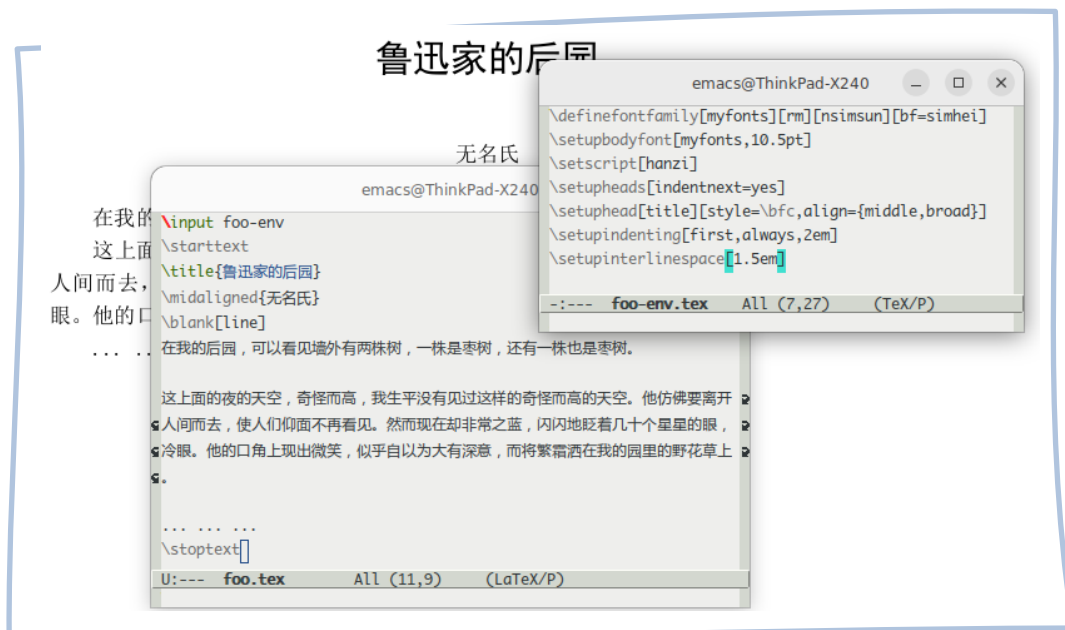 鲁迅家的后园
无名氏
在我的
这上面
人间而去，
眼。他的口
... ..
emacs@ThinkPad-X240
\definefontfamily[myfonts][rm][nsimsun][bf=simhei]
\setupbodyfont[myfonts,10.5pt]
\setscript[hanzi]
\setupheads[indentnext=yes]
\setuphead[title][style=\bfc,align={middle,broad}]
\setupindenting[first,always,2em]
\setupinterlinespace[1.5em]
-:--- foo-env.tex All (7,27) (TeX/P)
emacs@ThinkPad-X240
\input foo-env
\starttext
\title{鲁迅家的后园}
\midaligned{无名氏}
\blank[line]
在我的后园，可以看见墙外有两株树，一株是枣树，还有一株也是枣树。
这上面的夜的天空，奇怪而高，我生平没有见过这样的奇怪而高的天空。他仿佛要离开
人间而去，使人们仰面不再看见。然而现在却非常之蓝，闪闪地䀹着几十个星星的眼，
冷眼。他的口角上现出微笑，似乎自以为大有深意，而将繁霜洒在我的园里的野花草上
。
... ... ...
\stoptext
U:--- foo.tex All (11,9) (LaTeX/P)